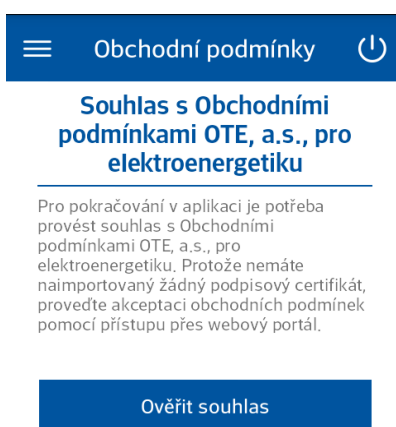 Obchodní podmínky
Souhlas s Obchodními
podmínkami OTE, a.s., pro
elektroenergetiku
Pro pokračování v aplikaci je potřeba
provést souhlas s Obchodními
podmínkami OTE, a.s., pro
elektroenergetiku. Protože nemáte
naimportovaný žádný podpisový certifikát,
proveďte akceptaci obchodních podmínek
pomocí přístupu přes webový portál.
Ověřit souhlas